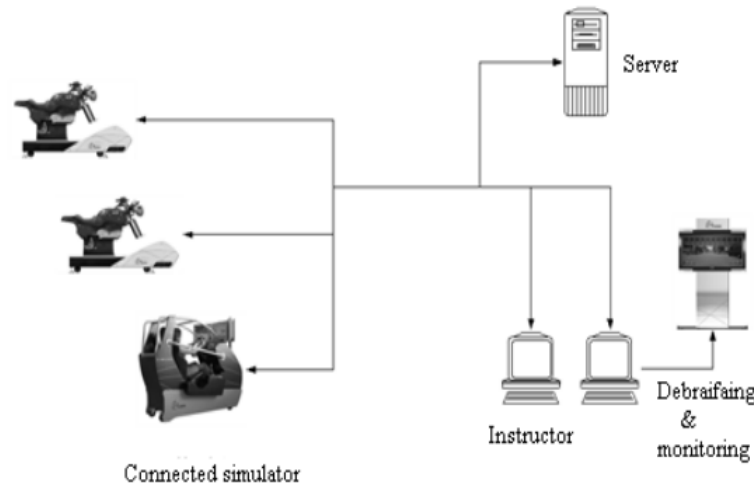 Server
Debraifaing
&
monitoring
Instructor
Connected simulator